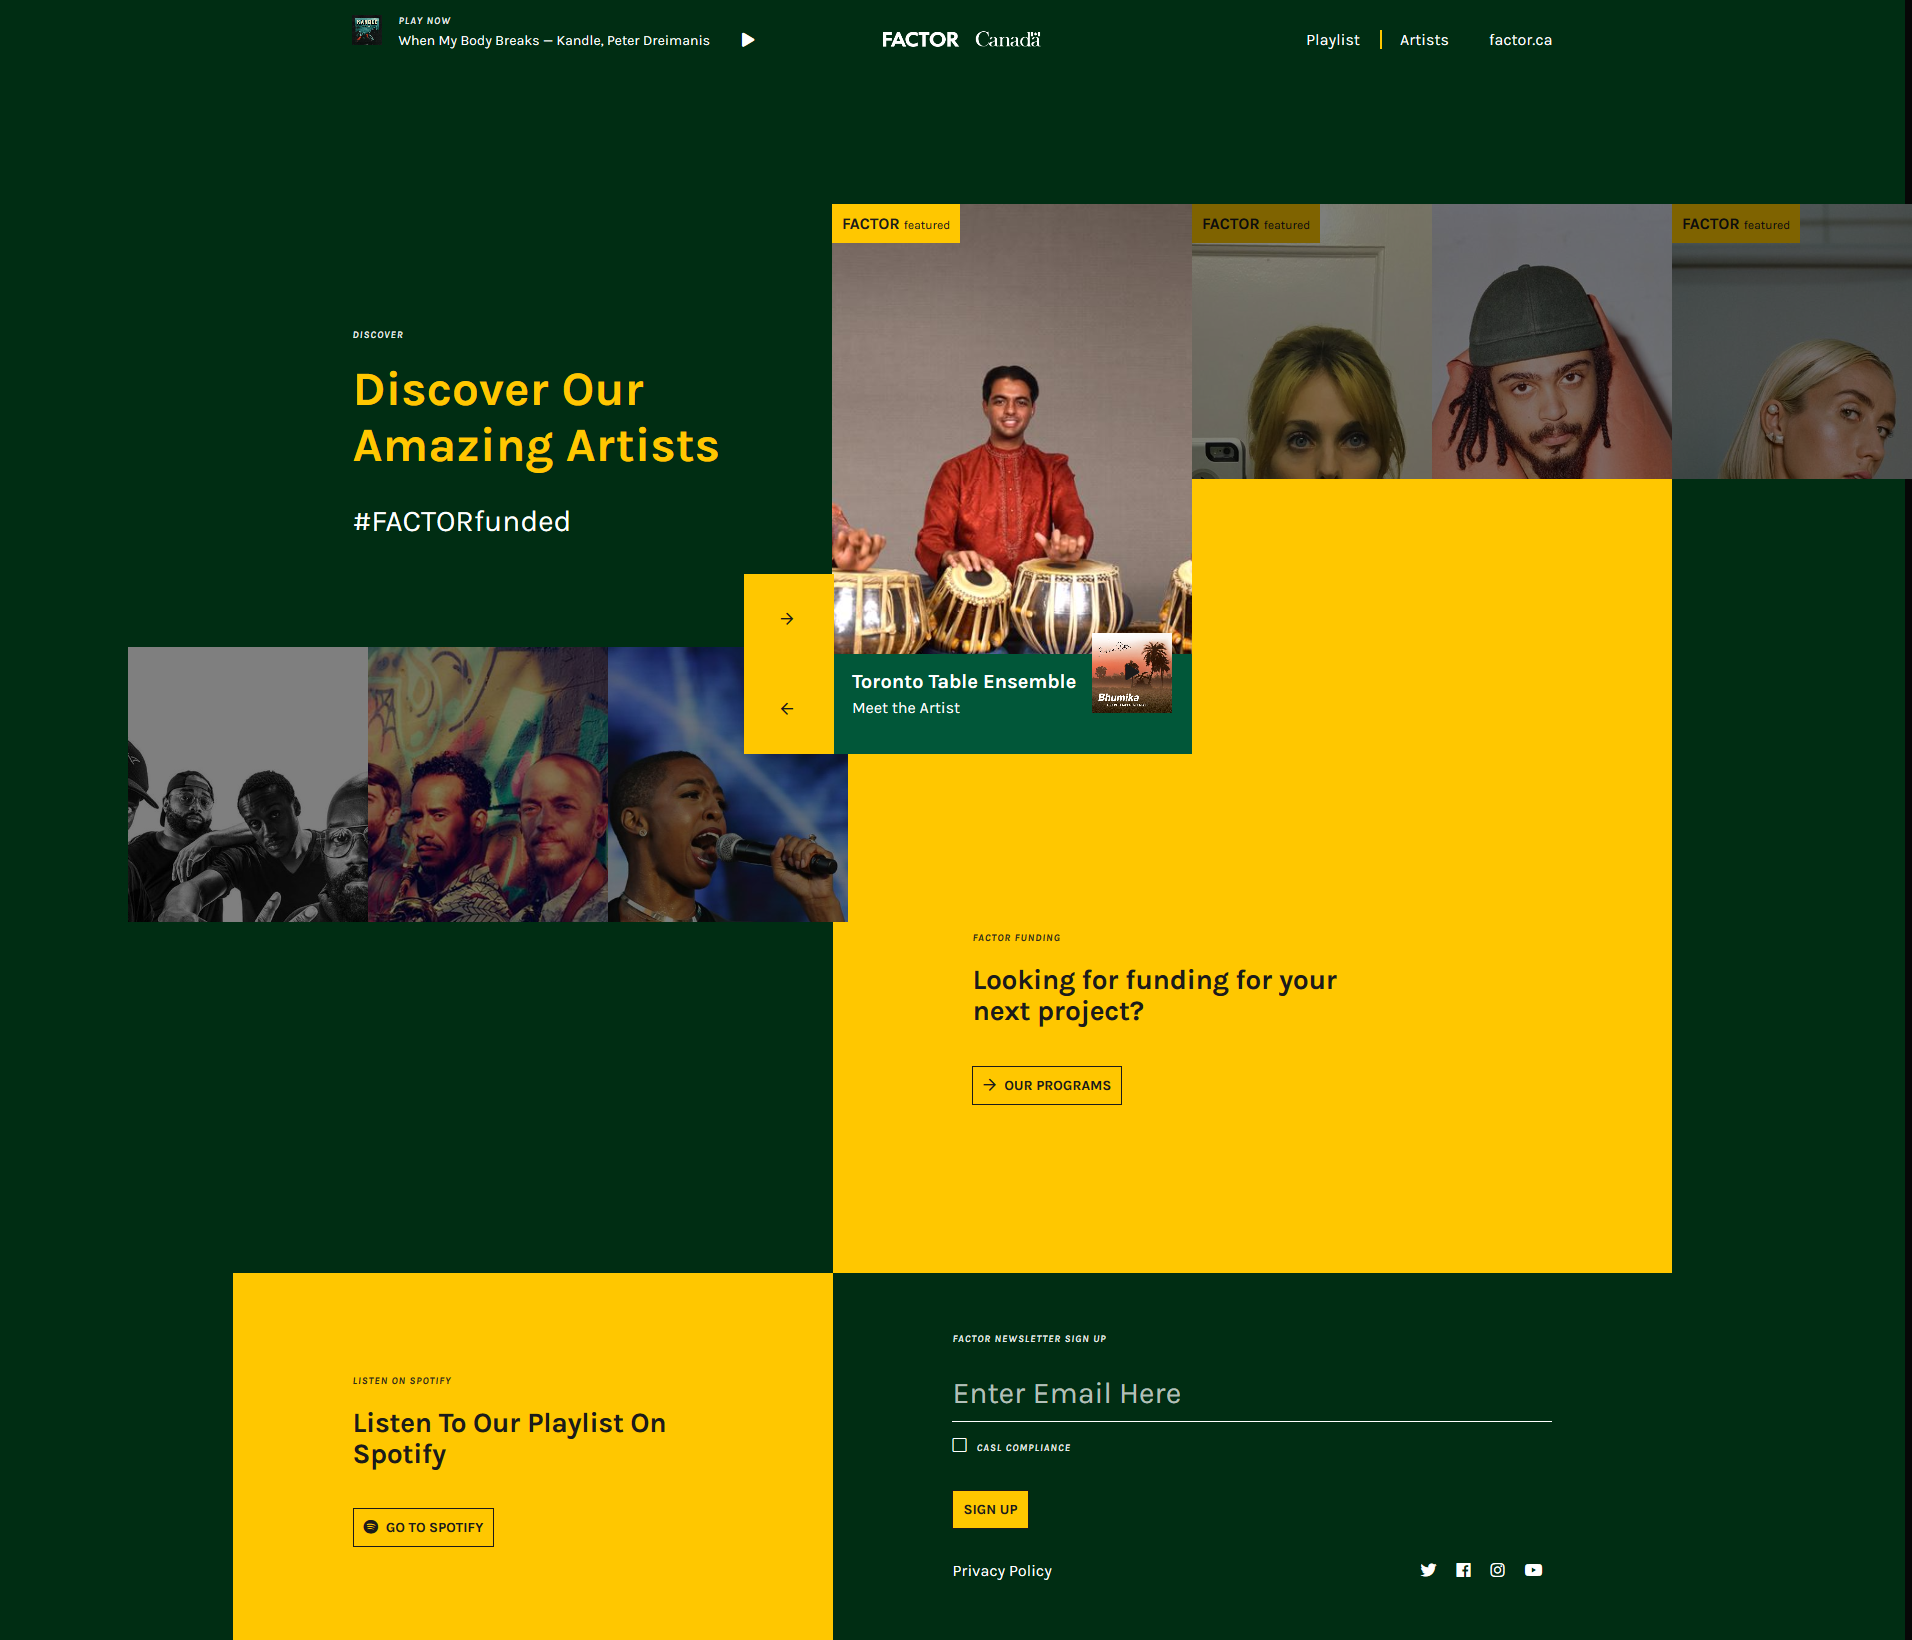 PLAY NOW
When My Body Breaks — Kandle, Peter Dreimanis
FACTOR Canada
Playlist
Artists
factor.ca
FACTOR featured
FACTOR featured
FACTOR featured
DISCOVER
Discover Our
Amazing Artists
#FACTORfunded
Toronto Table Ensemble
Meet the Artist
Bhumika
FACTOR FUNDING
Looking for funding for your
next project?
OUR PROGRAMS
LISTEN ON SPOTIFY
Listen To Our Playlist On
Spotify
GO TO SPOTIFY
FACTOR NEWSLETTER SIGN UP
Enter Email Here
CASL COMPLIANCE
SIGN UP
Privacy Policy